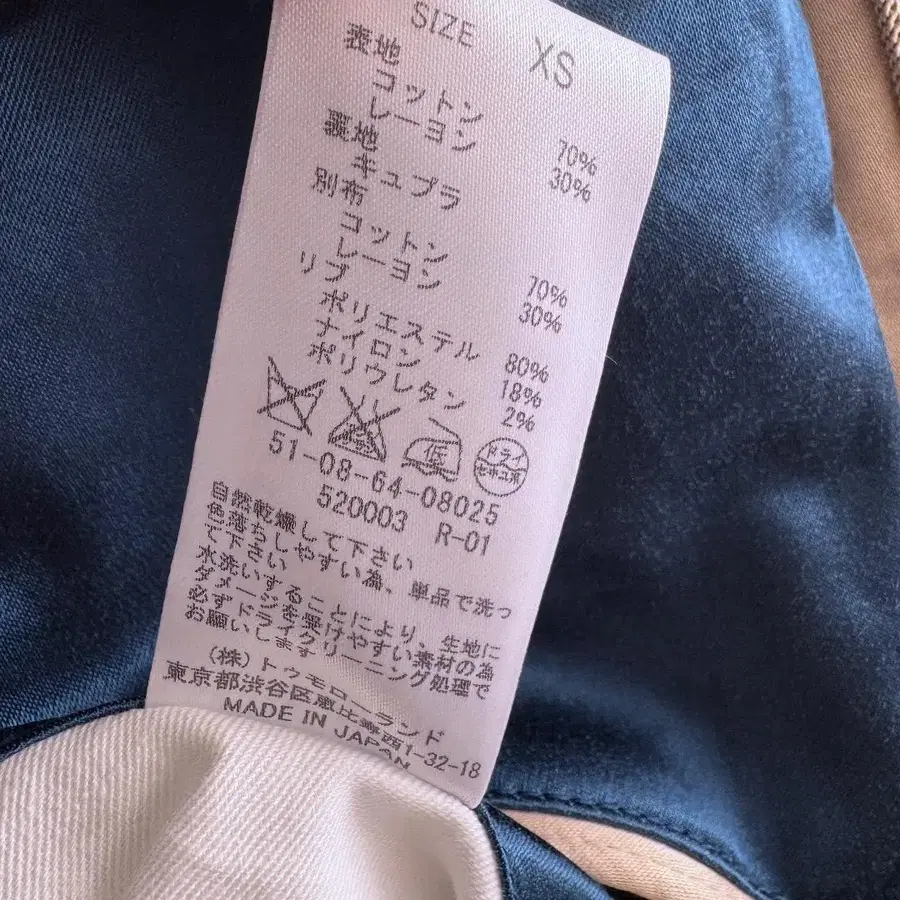 SIZE XS
表地
コットン 70%
レーヨン 30%
裏地
キュプラ
別布
コットン 70%
レーヨン 30%
リブ
ポリエステル 80%
ナイロン 18%
ポリウレタン 2%
仅
ドライ
セキユ系
51-08-64-08025
520003 R-01
自然乾燥して下さい
色落ちしやすい為、単品で洗っ
て下さい
水洗いすることにより、生地に
ダメージを受けやすい素材の為
必ずドライクリーニング処理で
お願いします
(株)トゥモローランド
東京都渋谷区恵比寿西1-32-18
MADE IN JAPAN